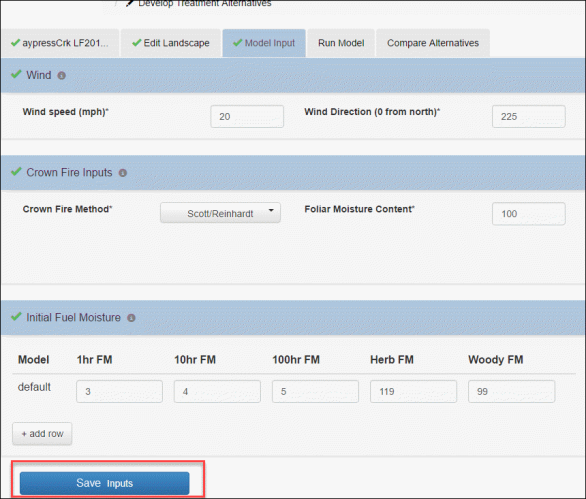 Develop Treatment Alternatives
aypressCrk LF201... Edit Landscape Model Input Run Model Compare Alternatives
Wind
Wind speed (mph)* 20 Wind Direction (0 from north)* 225
Crown Fire Inputs
Crown Fire Method* Scott/Reinhardt Foliar Moisture Content* 100
Initial Fuel Moisture
Model 1hr FM 10hr FM 100hr FM Herb FM Woody FM
default 3 4 5 119 99
+ add row
Save Inputs